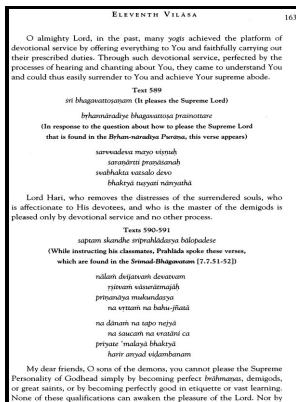 ELEVENTH VILĀSA
163
O almighty Lord, in the past, many yogis achieved the platform of
devotional service by offering everything to You and faithfully carrying out
their prescribed duties. Through such devotional service, perfected by the
processes of hearing and chanting about You, they came to understand You
and could thus easily surrender to You and achieve Your supreme abode.
Text 589
śrī bhagavattoṣaṇa (It pleases the Supreme Lord)
bṛhannāradīye bhagavattoṣa praśnottare
(In response to the question about how to please the Supreme Lord
that is found in the Bṛhan-nāradīya Purāṇa, this verse appears)
sarvvadeva mayo viṣṇuḥ
śaraṇārtti praṇāśanaḥ
svabhakta vatsalo devo
bhaktyā tuṣyati nānyathā
Lord Hari, who removes the distresses of the surrendered souls, who
is affectionate to His devotees, and who is the master of the demigods is
pleased only by devotional service and no other process.
Texts 590-591
saptam skandhe śrīprahlādasya bālopadeśe
(While instructing his classmates, Prahlāda spoke these verses,
which are found in the Śrīmad-Bhāgavatam [7.7.51-52])
nālaṁ dvijatvaṁ devatvam
ṛṣitvaṁ vāsurātmajāḥ
prīṇanāya mukundasya
na vṛttaṁ na bahu-jñatā
na dānaṁ na tapo nejyā
na śaucaṁ na vratāni ca
prīyate 'malayā bhaktyā
harir anyad viḍambanam
My dear friends, O sons of the demons, you cannot please the Supreme
Personality of Godhead simply by becoming perfect brāhmaṇas, demigods,
or great saints, or by becoming perfectly good in etiquette or vast learning.
None of these qualifications can awaken the pleasure of the Lord. Nor by